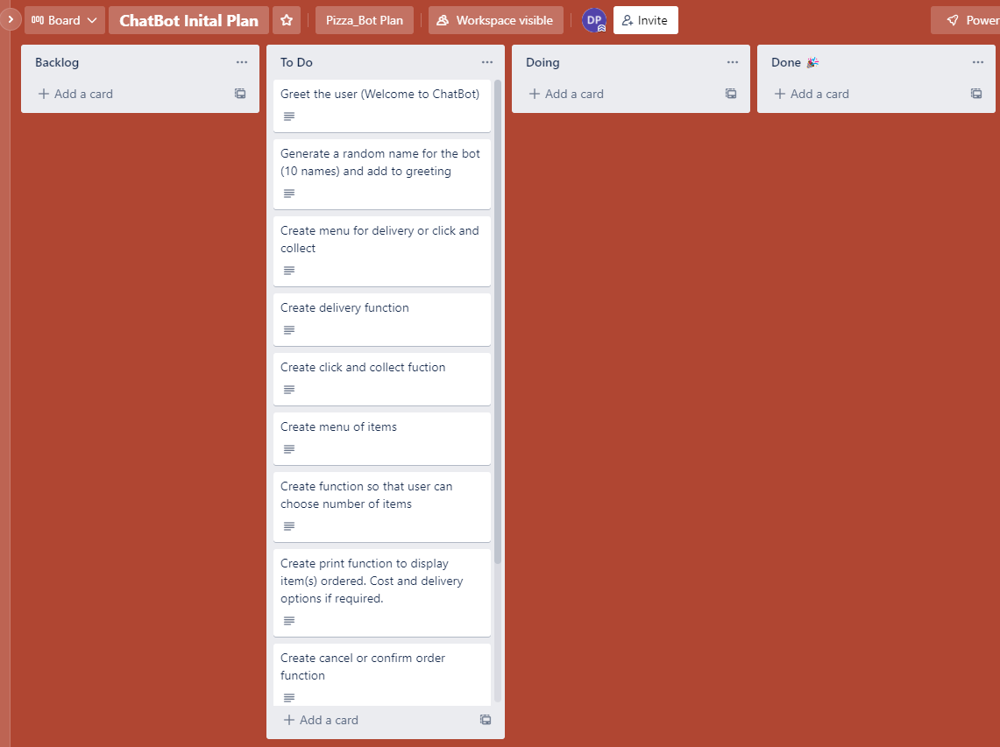 Board
ChatBot Inital Plan
Pizza_Bot Plan
Workspace visible
DP
Invite
Power
Backlog
Add a card
To Do
Greet the user (Welcome to ChatBot)
Generate a random name for the bot
(10 names) and add to greeting
Create menu for delivery or click and
collect
Create delivery function
Create click and collect fuction
Create menu of items
Create function so that user can
choose number of items
Create print function to display
item(s) ordered. Cost and delivery
options if required.
Create cancel or confirm order
function
Add a card
Doing
Add a card
Done 🎉
Add a card